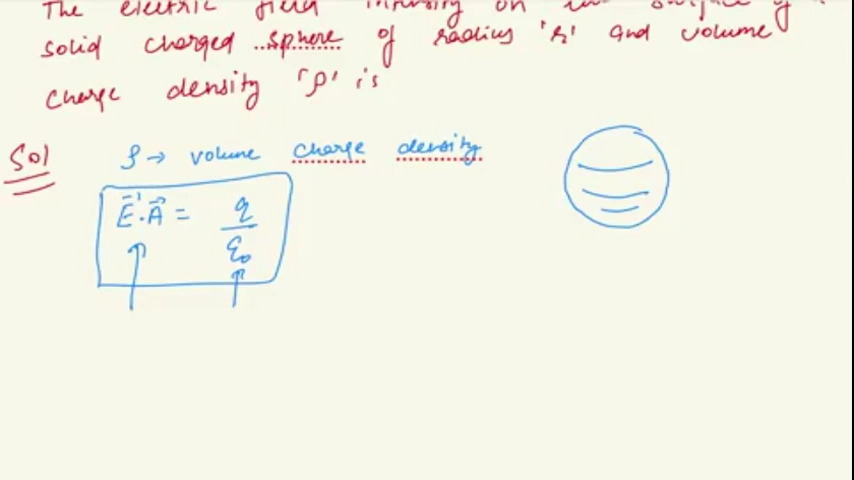 The electric field intensity on the surface of a
solid charged sphere of radius 'r' and volume
charge density 'ρ' is
Sol
ρ → volume charge density
E⃗·A⃗ = q/ε₀